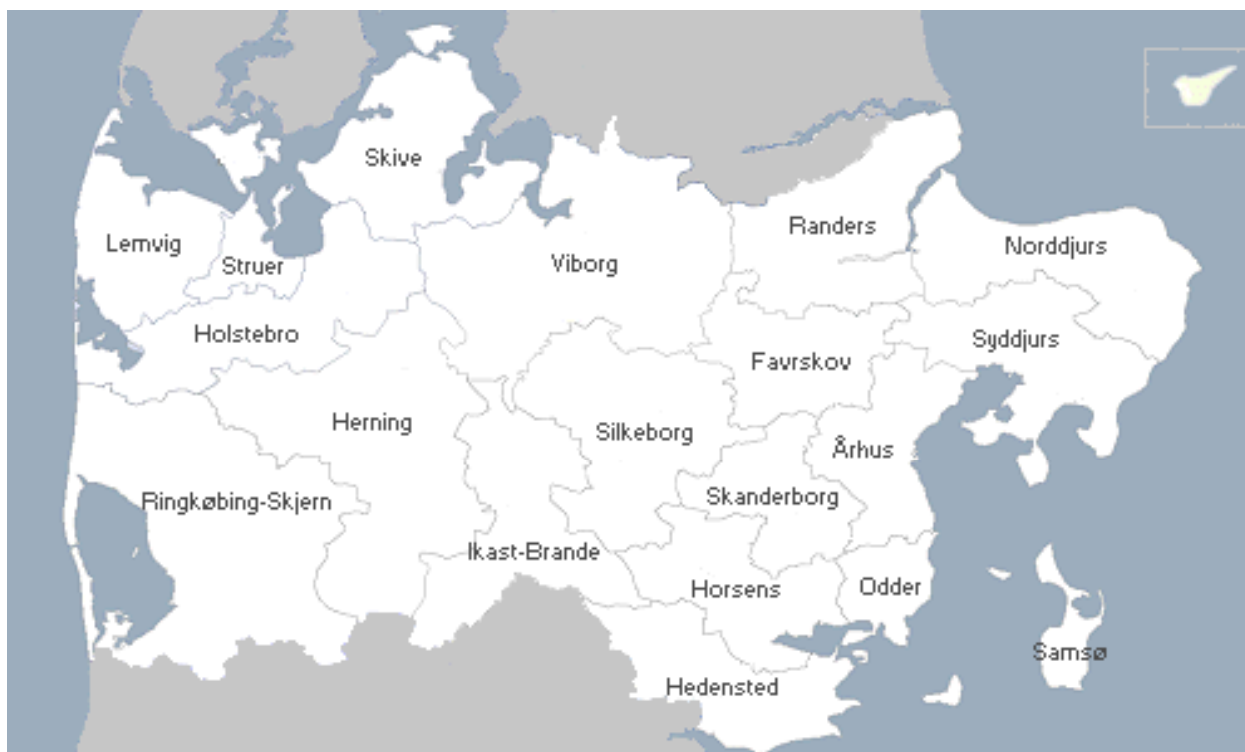 Skive
Lemvig
Struer
Viborg
Randers
Norddjurs
Holstebro
Favrskov
Syddjurs
Herning
Silkeborg
Århus
Ringkøbing-Skjern
Skanderborg
Ikast-Brande
Horsens
Odder
Samsø
Hedensted